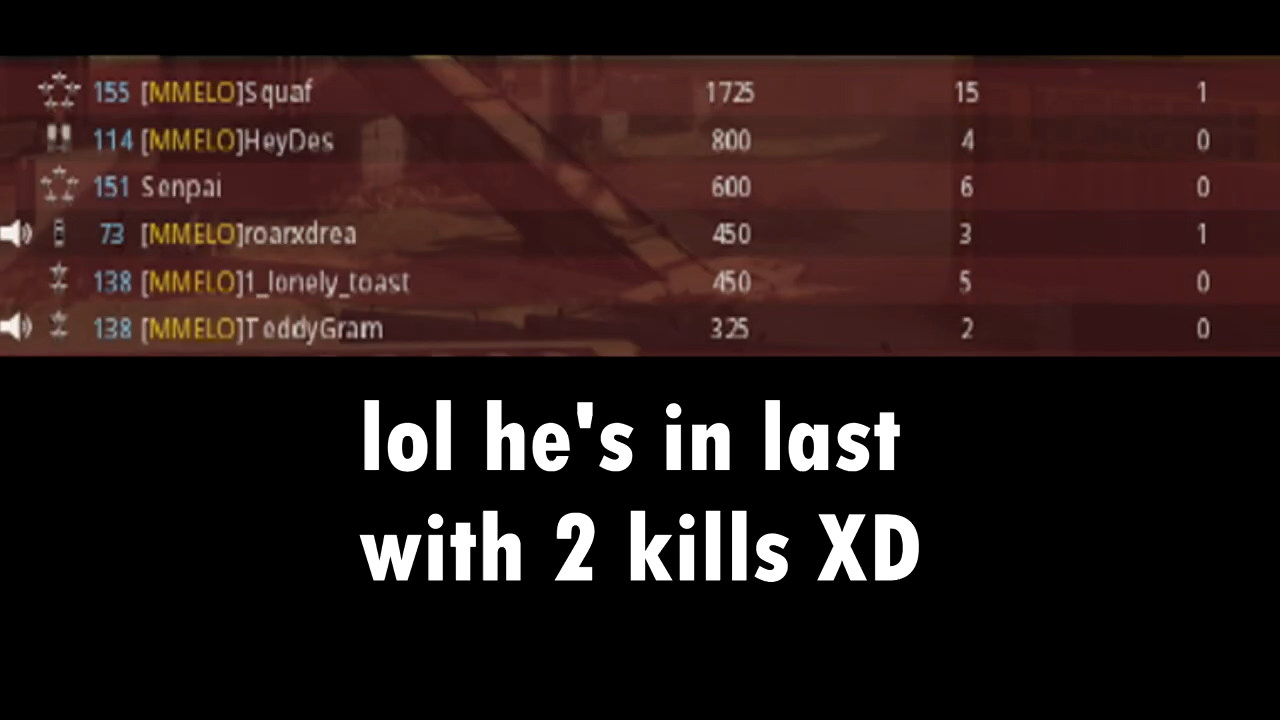 155 [MMELO]Squaf 1725 15 1
114 [MMELO]HeyDes 800 4 0
151 Senpai 600 6 0
73 [MMELO]roarxdrea 450 3 1
138 [MMELO]1_lonely_toast 450 5 0
138 [MMELO]TeddyGram 325 2 0
lol he's in last
with 2 kills XD